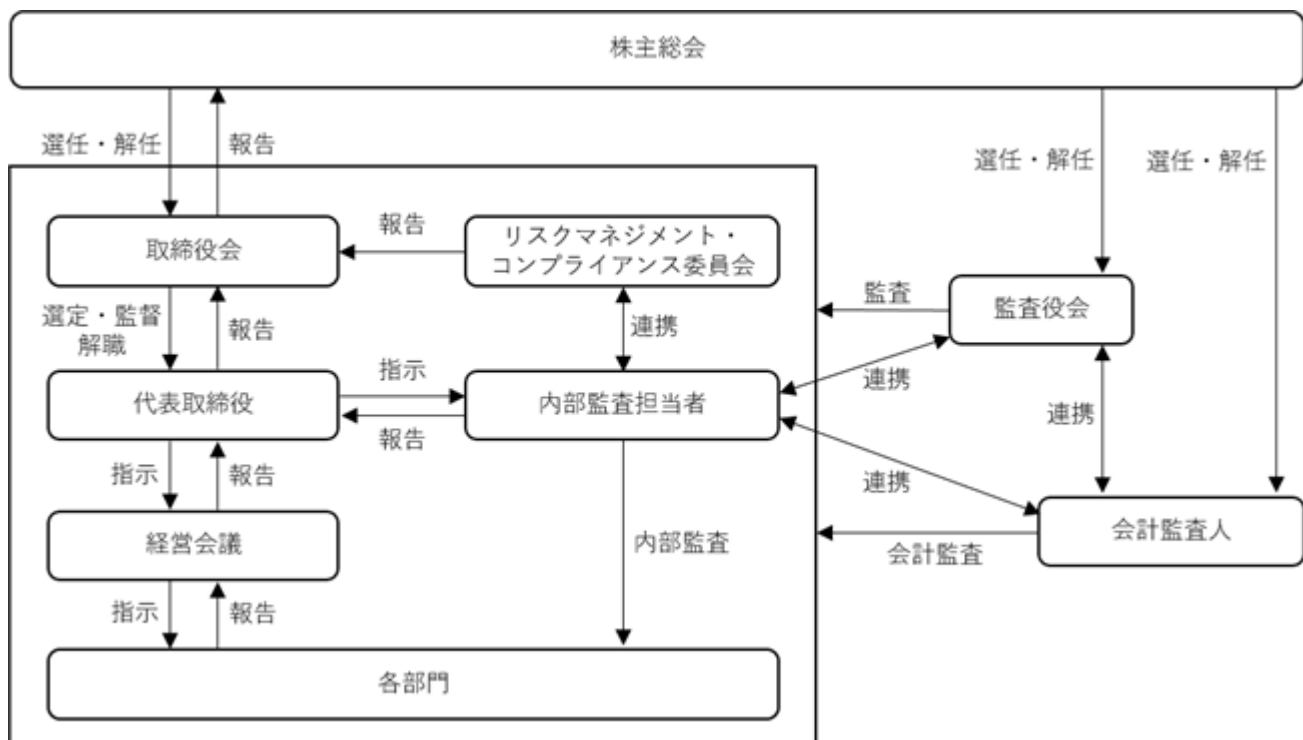 株主総会
選任・解任
報告
選任・解任
選任・解任
取締役会
報告
リスクマネジメント・
コンプライアンス委員会
監査
監査役会
選定・監督
解職
報告
連携
代表取締役
指示
報告
内部監査担当者
連携
連携
連携
指示
報告
経営会議
内部監査
会計監査
会計監査人
指示
報告
各部門